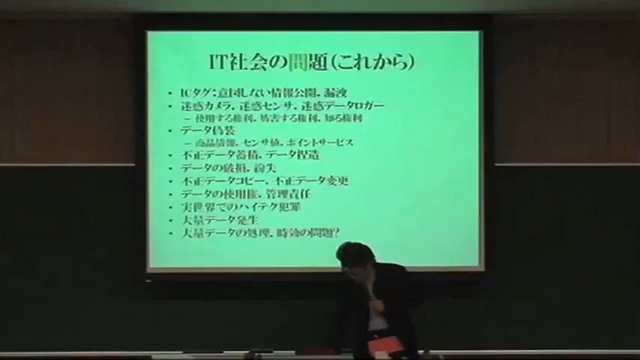 IT社会の問題(これから)
• ICタグ:意図しない情報公開, 漏洩
• 迷惑カメラ, 迷惑センサ, 迷惑データロガー
– 使用する権利, 妨害する権利, 知る権利
• データ偽装
– 商品情報, センサ値, ポイントサービス
• 不正データ蓄積, データ捏造
• データの破損, 紛失
• 不正データコピー, 不正データ変更
• データの使用権, 管理責任
• 実世界でのハイテク犯罪
• 大量データ発生
• 大量データの処理, 時効の問題?